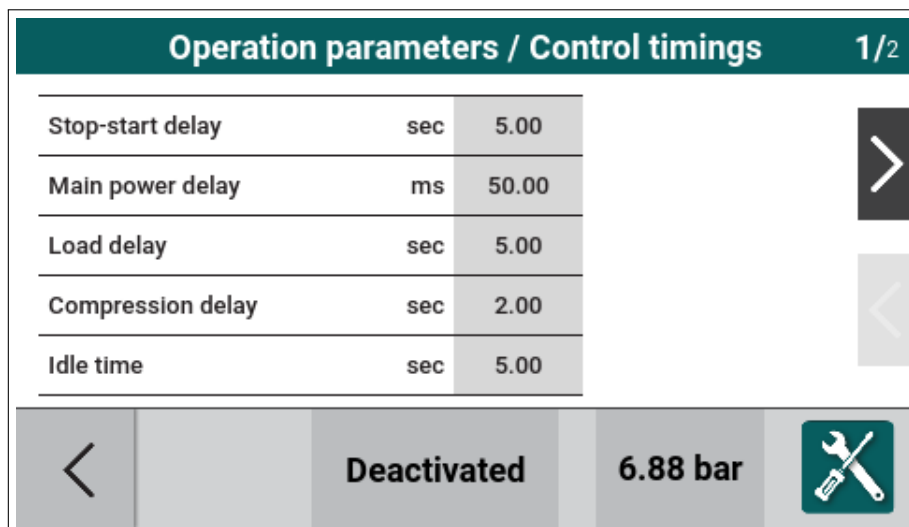 Operation parameters / Control timings 1/2
Stop-start delay sec 5.00
Main power delay ms 50.00
Load delay sec 5.00
Compression delay sec 2.00
Idle time sec 5.00
Deactivated 6.88 bar